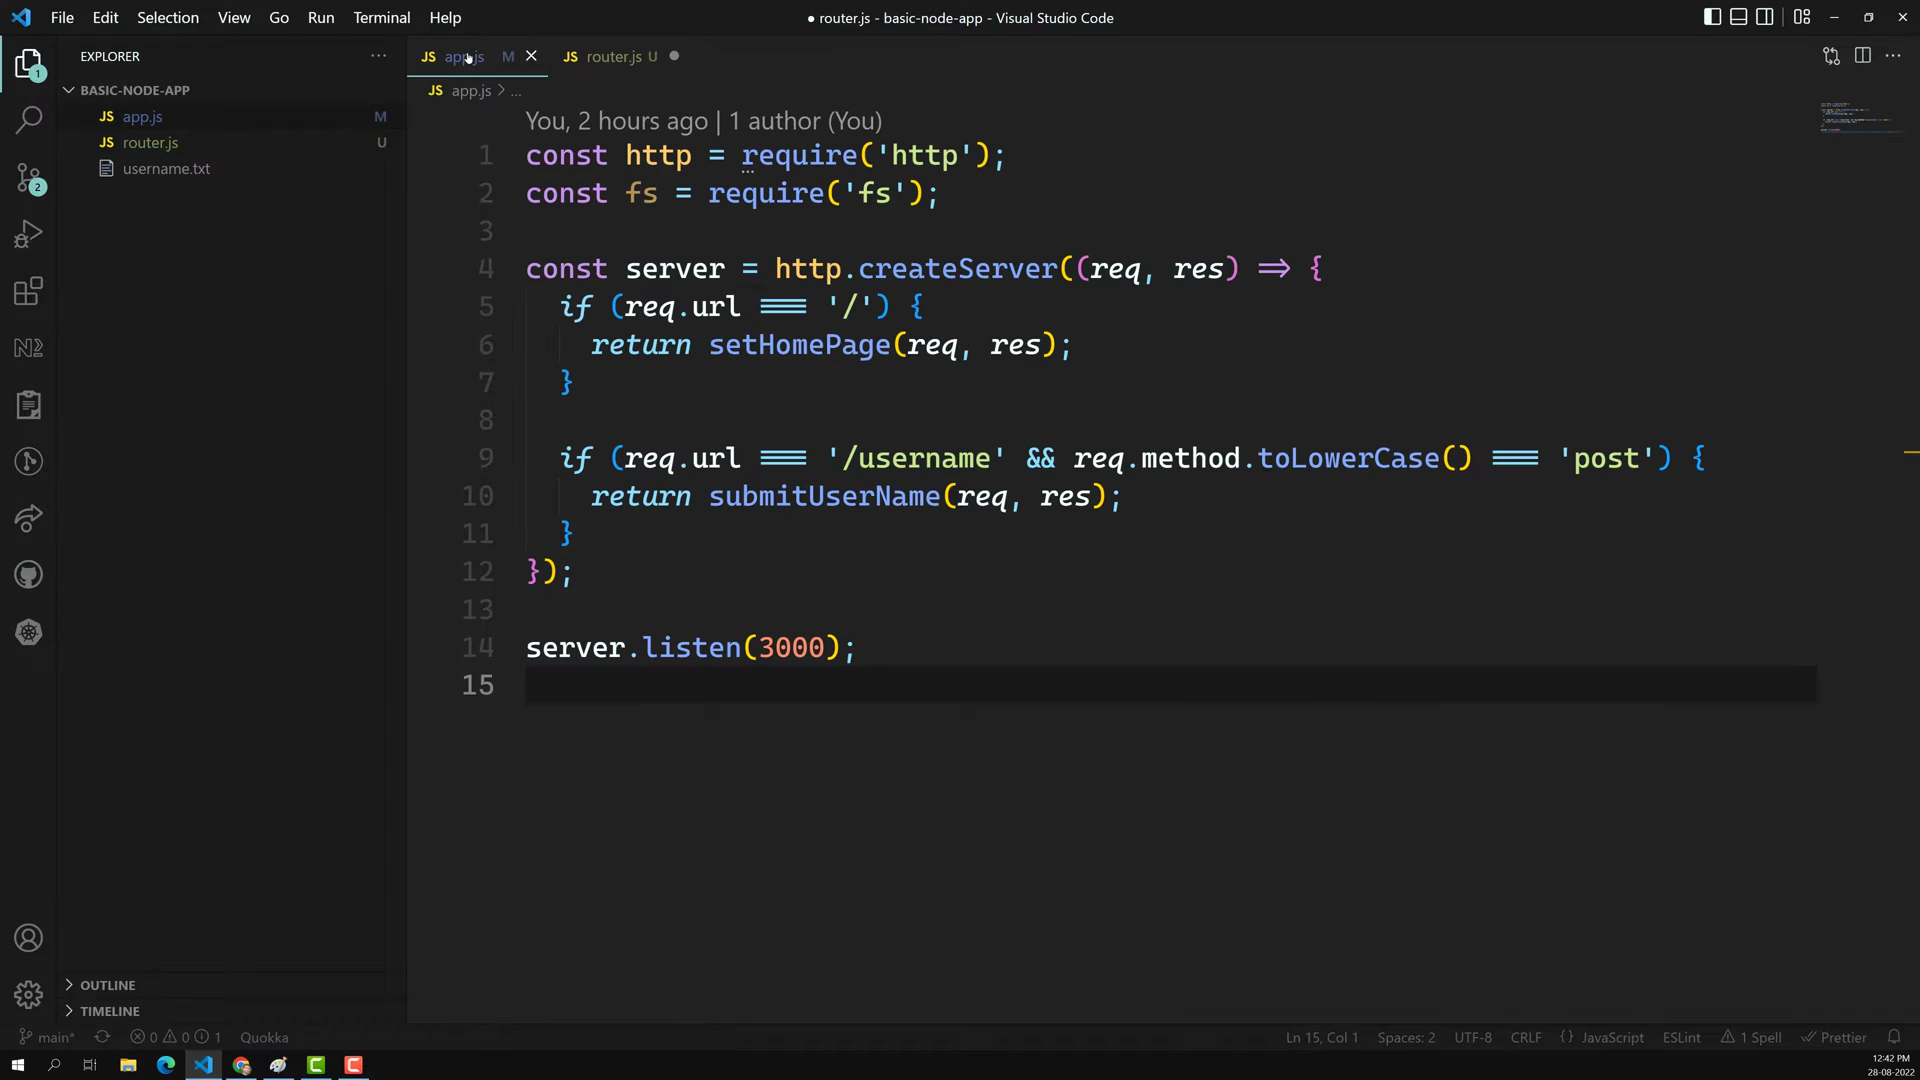 File Edit Selection View Go Run Terminal Help
● router.js - basic-node-app - Visual Studio Code
EXPLORER ···
JS app.js M
JS router.js U
BASIC-NODE-APP
JS app.js > ...
JS app.js M
JS router.js U
username.txt
1
2
You, 2 hours ago | 1 author (You)
1 const http = require('http');
2 const fs = require('fs');
3
4 const server = http.createServer((req, res) => {
5 if (req.url === '/') {
6 return setHomePage(req, res);
7 }
8
9 if (req.url === '/username' && req.method.toLowerCase() === 'post') {
10 return submitUserName(req, res);
11 }
12 });
13
14 server.listen(3000);
15
OUTLINE
TIMELINE
main* 0 0 1 Quokka
Ln 15, Col 1 Spaces: 2 UTF-8 CRLF {} JavaScript ESLint 1 Spell Prettier
12:42 PM
28-08-2022